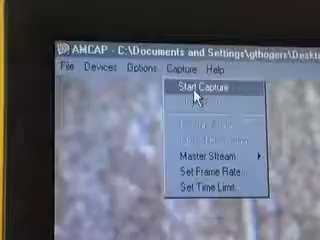 AMCAP - C:\Documents and Settings\gthogers\Deskto
File Devices Options Capture Help
Start Capture
Master Stream
Set Frame Rate...
Set Time Limit...